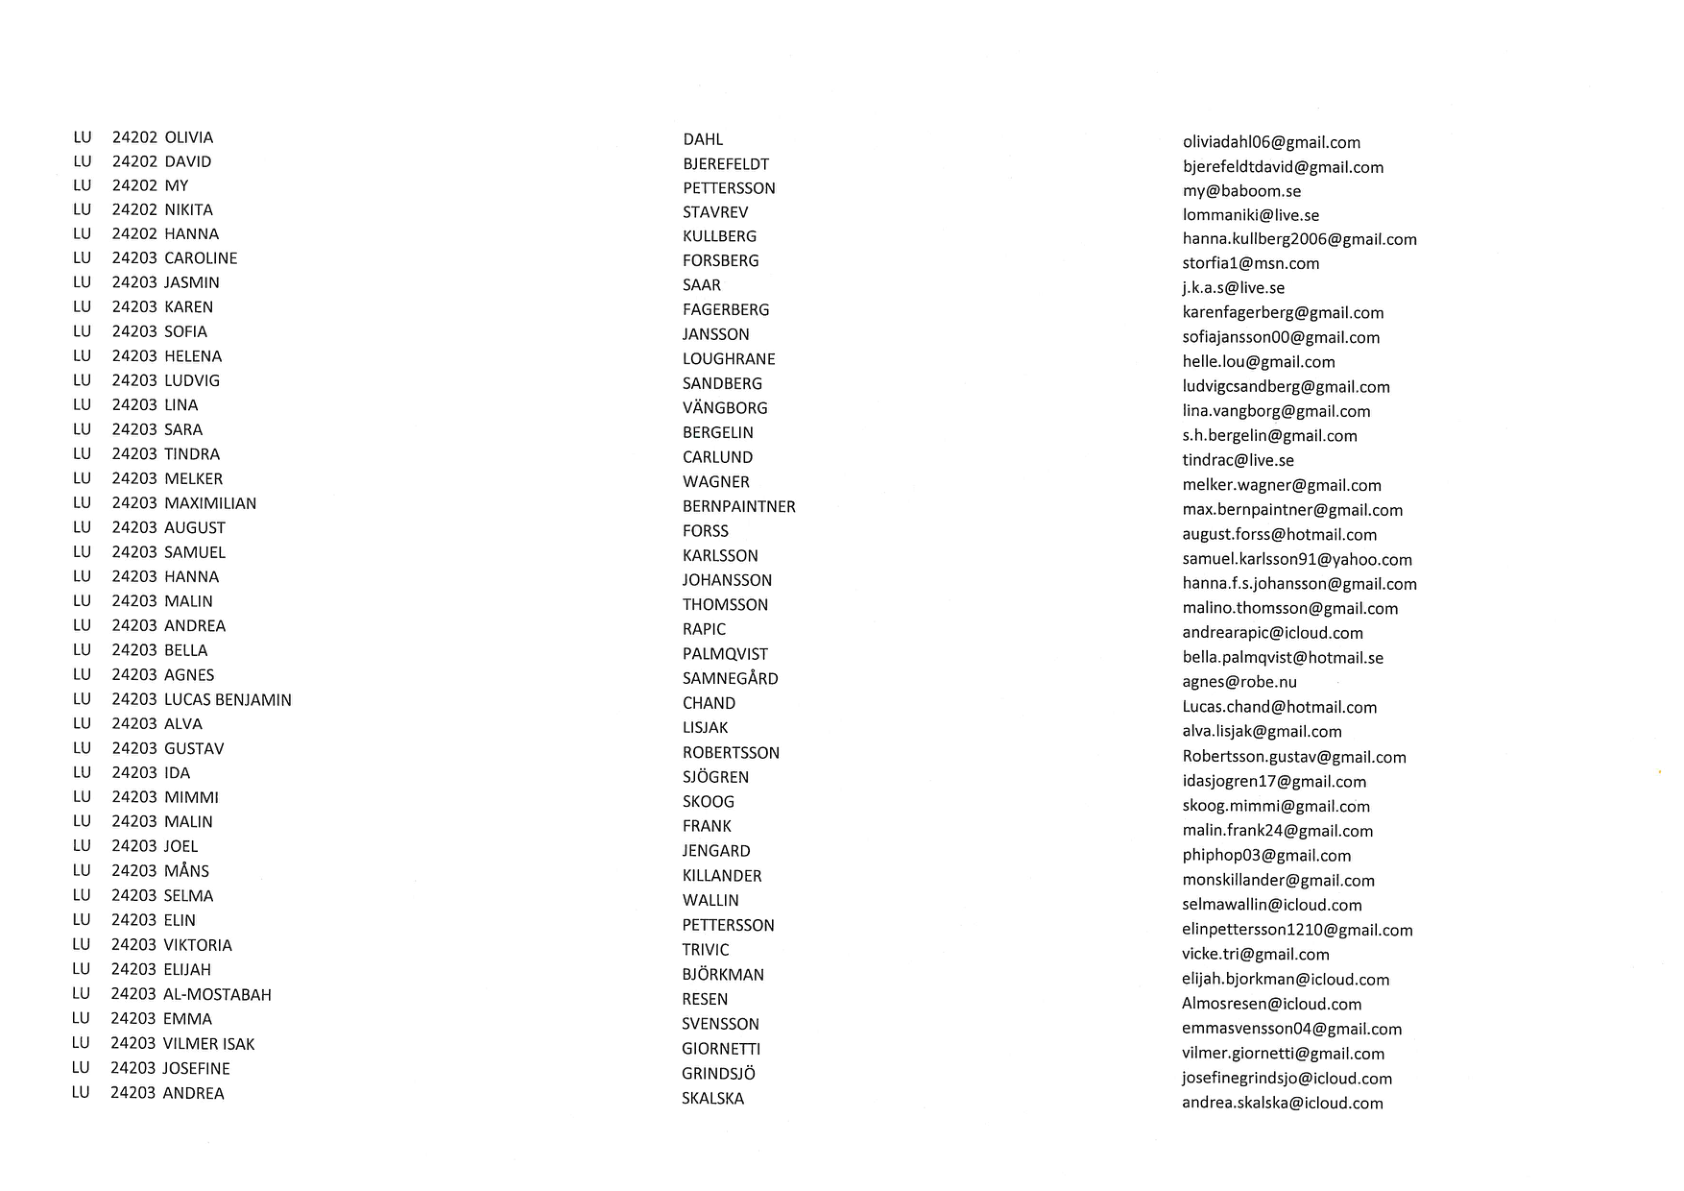 LU 24202 OLIVIA DAHL oliviadahl06@gmail.com
LU 24202 DAVID BJEREFELDT bjerefeldtdavid@gmail.com
LU 24202 MY PETTERSSON my@baboom.se
LU 24202 NIKITA STAVREV lommaniki@live.se
LU 24202 HANNA KULLBERG hanna.kullberg2006@gmail.com
LU 24203 CAROLINE FORSBERG storfia1@msn.com
LU 24203 JASMIN SAAR j.k.a.s@live.se
LU 24203 KAREN FAGERBERG karenfagerberg@gmail.com
LU 24203 SOFIA JANSSON sofiajansson00@gmail.com
LU 24203 HELENA LOUGHRANE helle.lou@gmail.com
LU 24203 LUDVIG SANDBERG ludvigcsandberg@gmail.com
LU 24203 LINA VÄNGBORG lina.vangborg@gmail.com
LU 24203 SARA BERGELIN s.h.bergelin@gmail.com
LU 24203 TINDRA CARLUND tindrac@live.se
LU 24203 MELKER WAGNER melker.wagner@gmail.com
LU 24203 MAXIMILIAN BERNPAINTNER max.bernpaintner@gmail.com
LU 24203 AUGUST FORSS august.forss@hotmail.com
LU 24203 SAMUEL KARLSSON samuel.karlsson91@yahoo.com
LU 24203 HANNA JOHANSSON hanna.f.s.johansson@gmail.com
LU 24203 MALIN THOMSSON malino.thomsson@gmail.com
LU 24203 ANDREA RAPIC andrearapic@icloud.com
LU 24203 BELLA PALMQVIST bella.palmqvist@hotmail.se
LU 24203 AGNES SAMNEGÅRD agnes@robe.nu
LU 24203 LUCAS BENJAMIN CHAND Lucas.chand@hotmail.com
LU 24203 ALVA LISJAK alva.lisjak@gmail.com
LU 24203 GUSTAV ROBERTSSON Robertsson.gustav@gmail.com
LU 24203 IDA SJÖGREN idasjogren17@gmail.com
LU 24203 MIMMI SKOOG skoog.mimmi@gmail.com
LU 24203 MALIN FRANK malin.frank24@gmail.com
LU 24203 JOEL JENGARD phiphop03@gmail.com
LU 24203 MÅNS KILLANDER monskillander@gmail.com
LU 24203 SELMA WALLIN selmawallin@icloud.com
LU 24203 ELIN PETTERSSON elinpettersson1210@gmail.com
LU 24203 VIKTORIA TRIVIC vicke.tri@gmail.com
LU 24203 ELIJAH BJÖRKMAN elijah.bjorkman@icloud.com
LU 24203 AL-MOSTABAH RESEN Almosresen@icloud.com
LU 24203 EMMA SVENSSON emmasvensson04@gmail.com
LU 24203 VILMER ISAK GIORNETTI vilmer.giornetti@gmail.com
LU 24203 JOSEFINE GRINDSJÖ josefinegrindsjo@icloud.com
LU 24203 ANDREA SKALSKA andrea.skalska@icloud.com